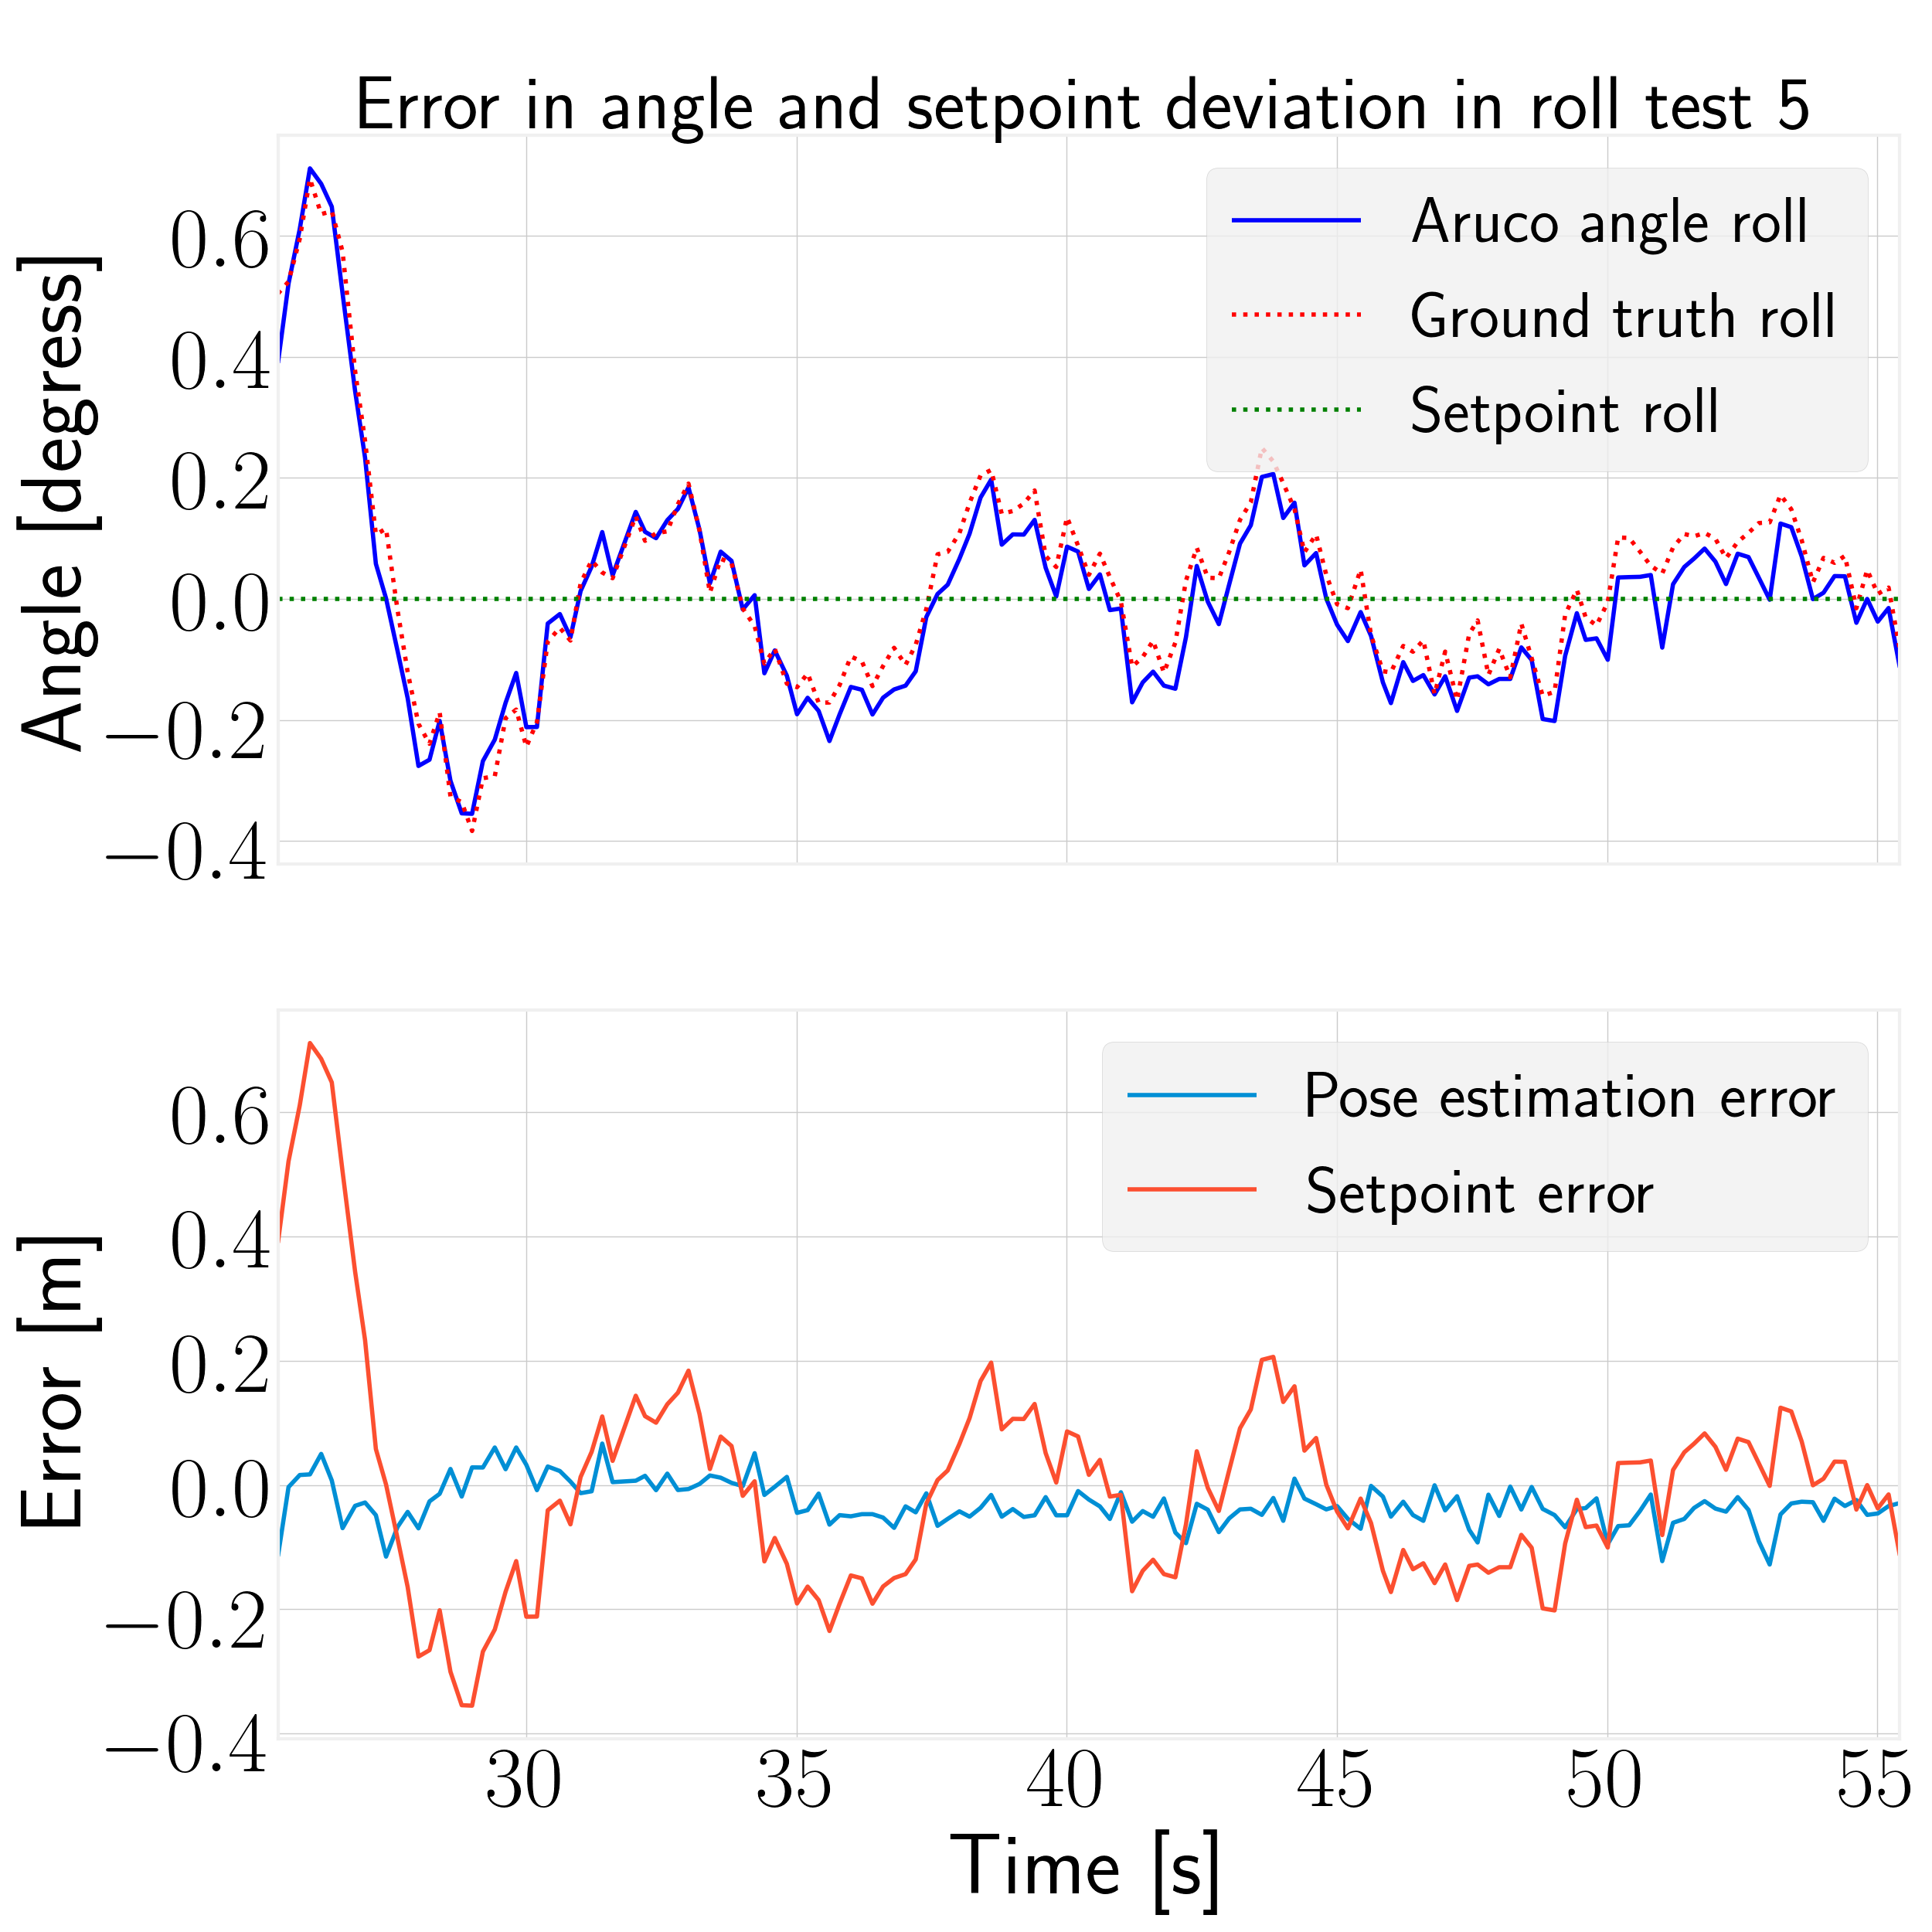 Error in angle and setpoint deviation in roll test 5
Angle [degress]
0.6
0.4
0.2
0.0
−0.2
−0.4
Aruco angle roll
Ground truth roll
Setpoint roll
Error [m]
0.6
0.4
0.2
0.0
−0.2
−0.4
Pose estimation error
Setpoint error
30 35 40 45 50 55
Time [s]